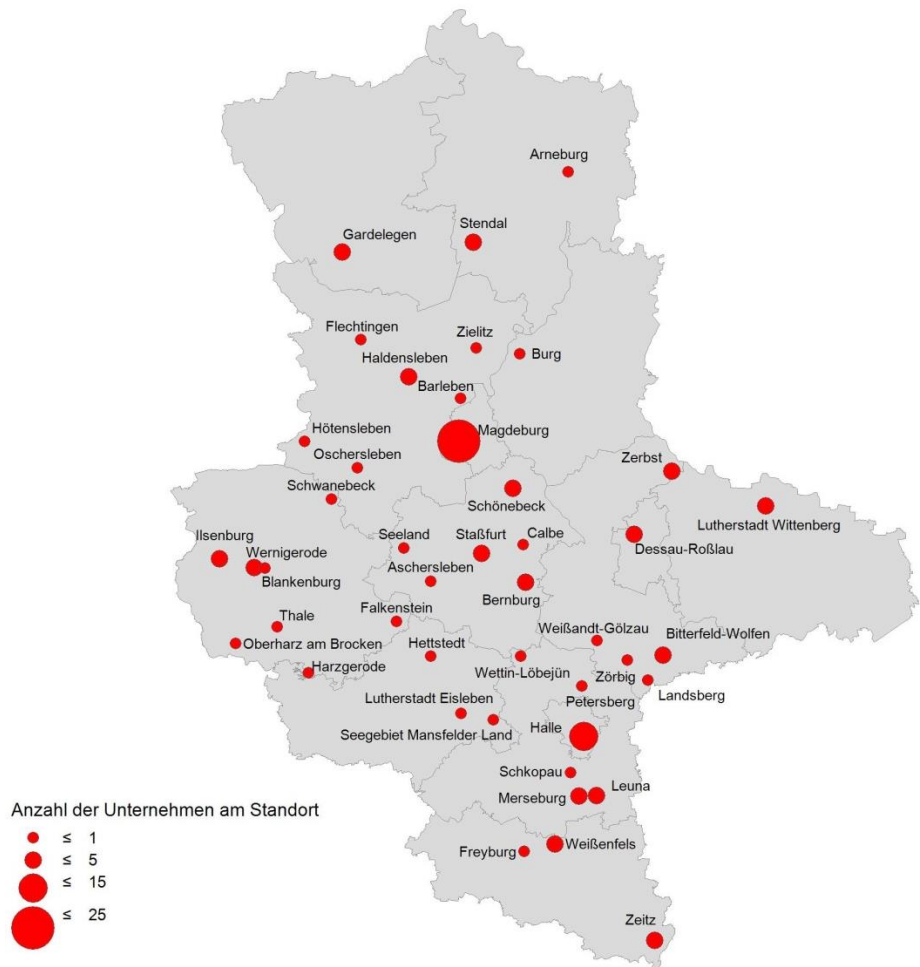 Arneburg
Stendal
Gardelegen
Flechtingen
Zielitz
Burg
Haldensleben
Barleben
Hötensleben
Magdeburg
Oschersleben
Zerbst
Schwanebeck
Schönebeck
Lutherstadt Wittenberg
Ilsenburg
Seeland
Staßfurt
Calbe
Dessau-Roßlau
Wernigerode
Aschersleben
Blankenburg
Bernburg
Thale
Falkenstein
Weißandt-Gölzau
Bitterfeld-Wolfen
Oberharz am Brocken
Hettstedt
Harzgerode
Wettin-Löbejün
Zörbig
Landsberg
Petersberg
Lutherstadt Eisleben
Halle
Seegebiet Mansfelder Land
Schkopau
Leuna
Merseburg
Anzahl der Unternehmen am Standort
≤ 1
≤ 5
≤ 15
≤ 25
Weißenfels
Freyburg
Zeitz